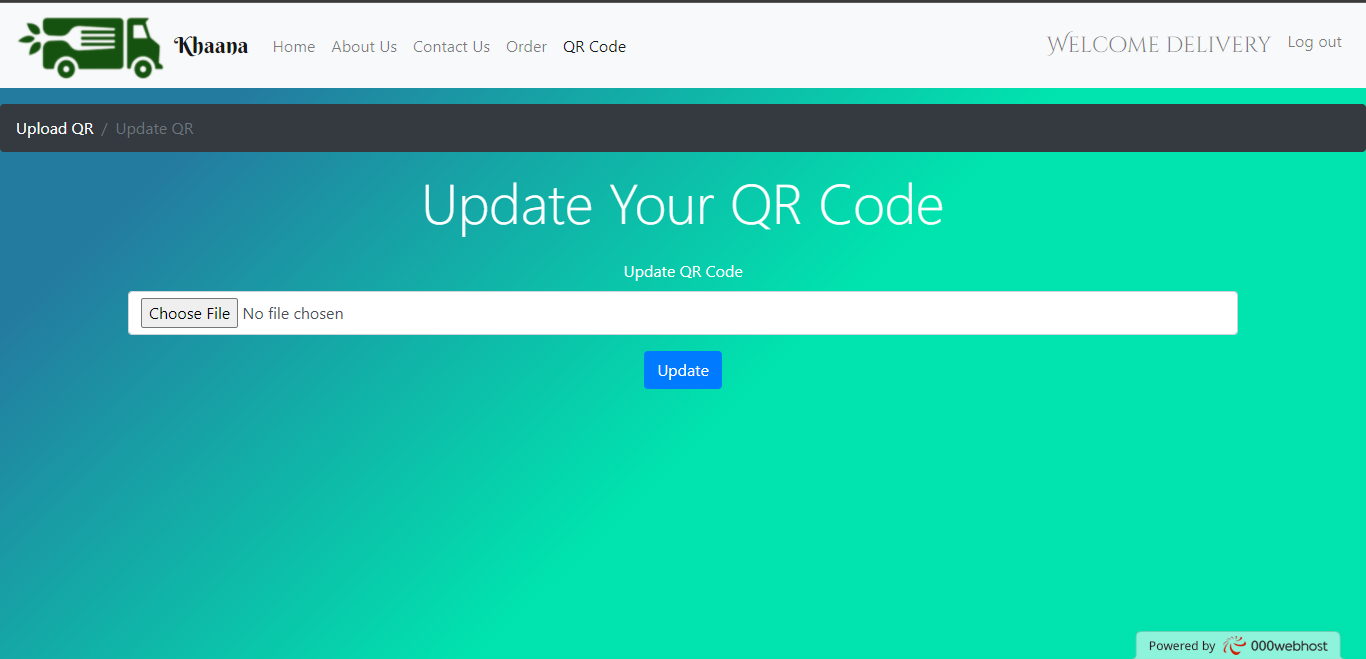 Khaana Home About Us Contact Us Order QR Code Welcome delivery Log out
Upload QR / Update QR
Update Your QR Code
Update QR Code
Choose File No file chosen
Update
Powered by 000webhost